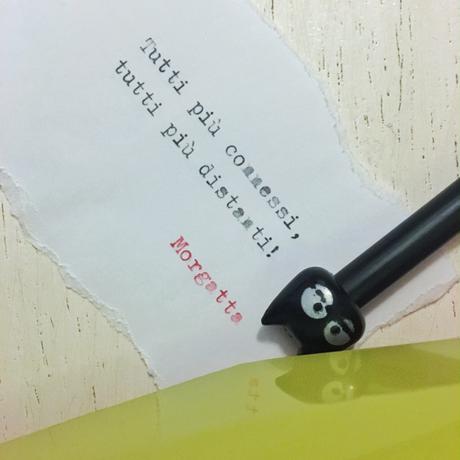 Tutti più connessi,
tutti più distanti!
Morgatta